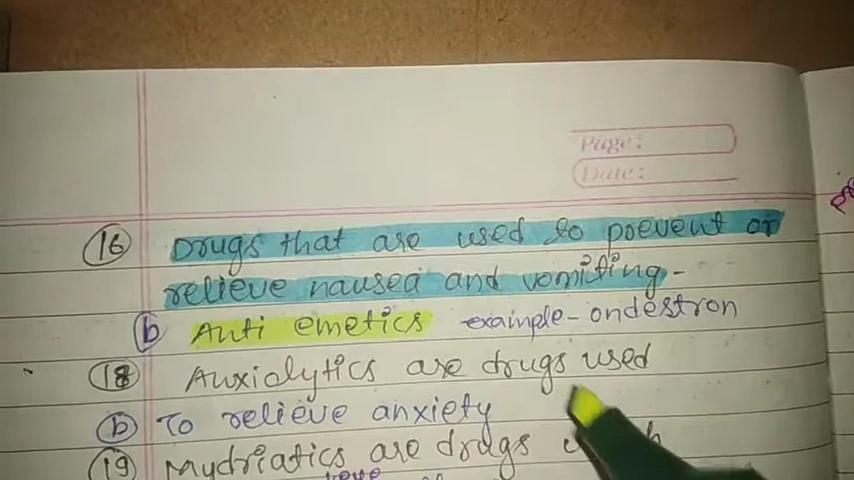 Page:
Date:
16 Drugs that are used to prevent or
relieve nausea and vomiting-
b Anti emetics example- ondestron
18 Anxiolytics are drugs used
b To relieve anxiety
19 Mydriatics are drugs